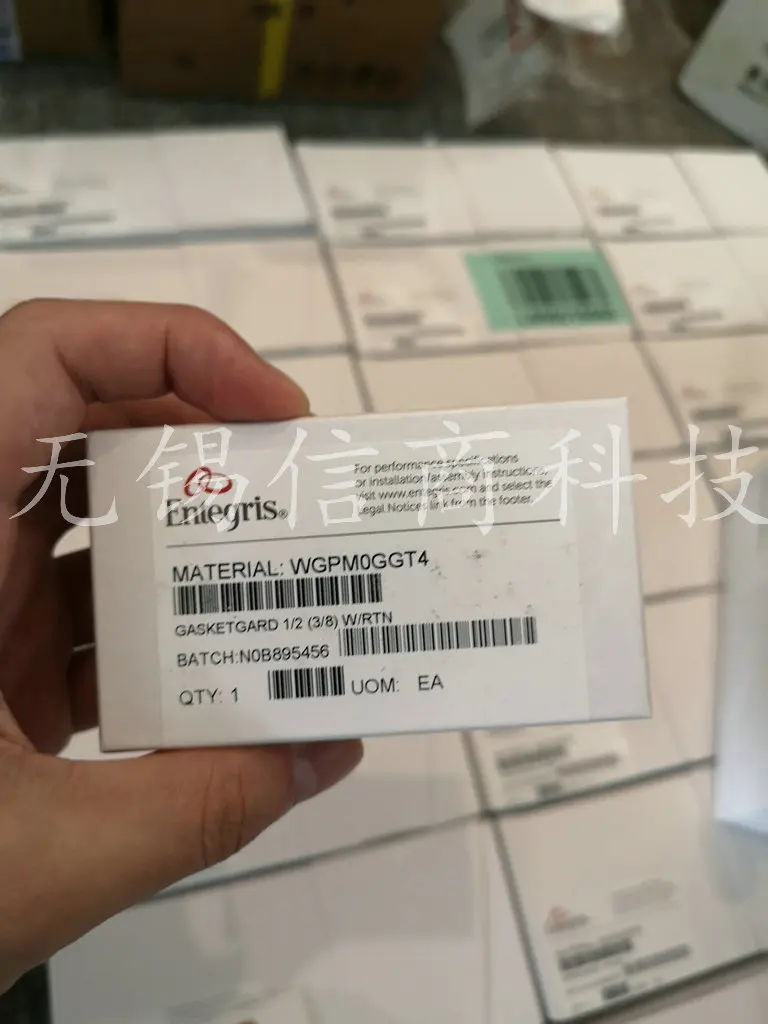 无锡信商科技
Entegris®
For performance specifications
or installation/assembly instructions,
visit www.entegris.com and select the
Legal Notices link from the footer.
MATERIAL: WGPM0GGT4
GASKETGARD 1/2 (3/8) W/RTN
BATCH:N0B895456
QTY: 1 UOM: EA